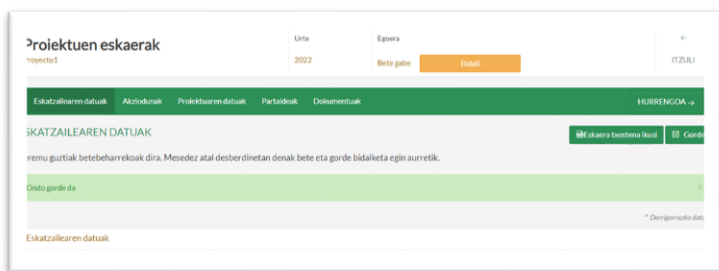 Proiektuen eskaerak
Proyecto1
Urte
2022
Egoera
Bete gabe
Bidali
←
ITZULI
Eskatzailearen datuak Akziodunak Proiektuaren datuak Partaideak Dokumentuak HURRENGOA →
SKATZAILEAREN DATUAK
Eskaera txostena ikusi Gorde
remu guztiak betebeharrekoak dira. Mesedez atal desberdinetan denak bete eta gorde bidalketa egin aurretik.
Ondo gorde da ×
* Derrigorrezko datu
Eskatzailearen datuak